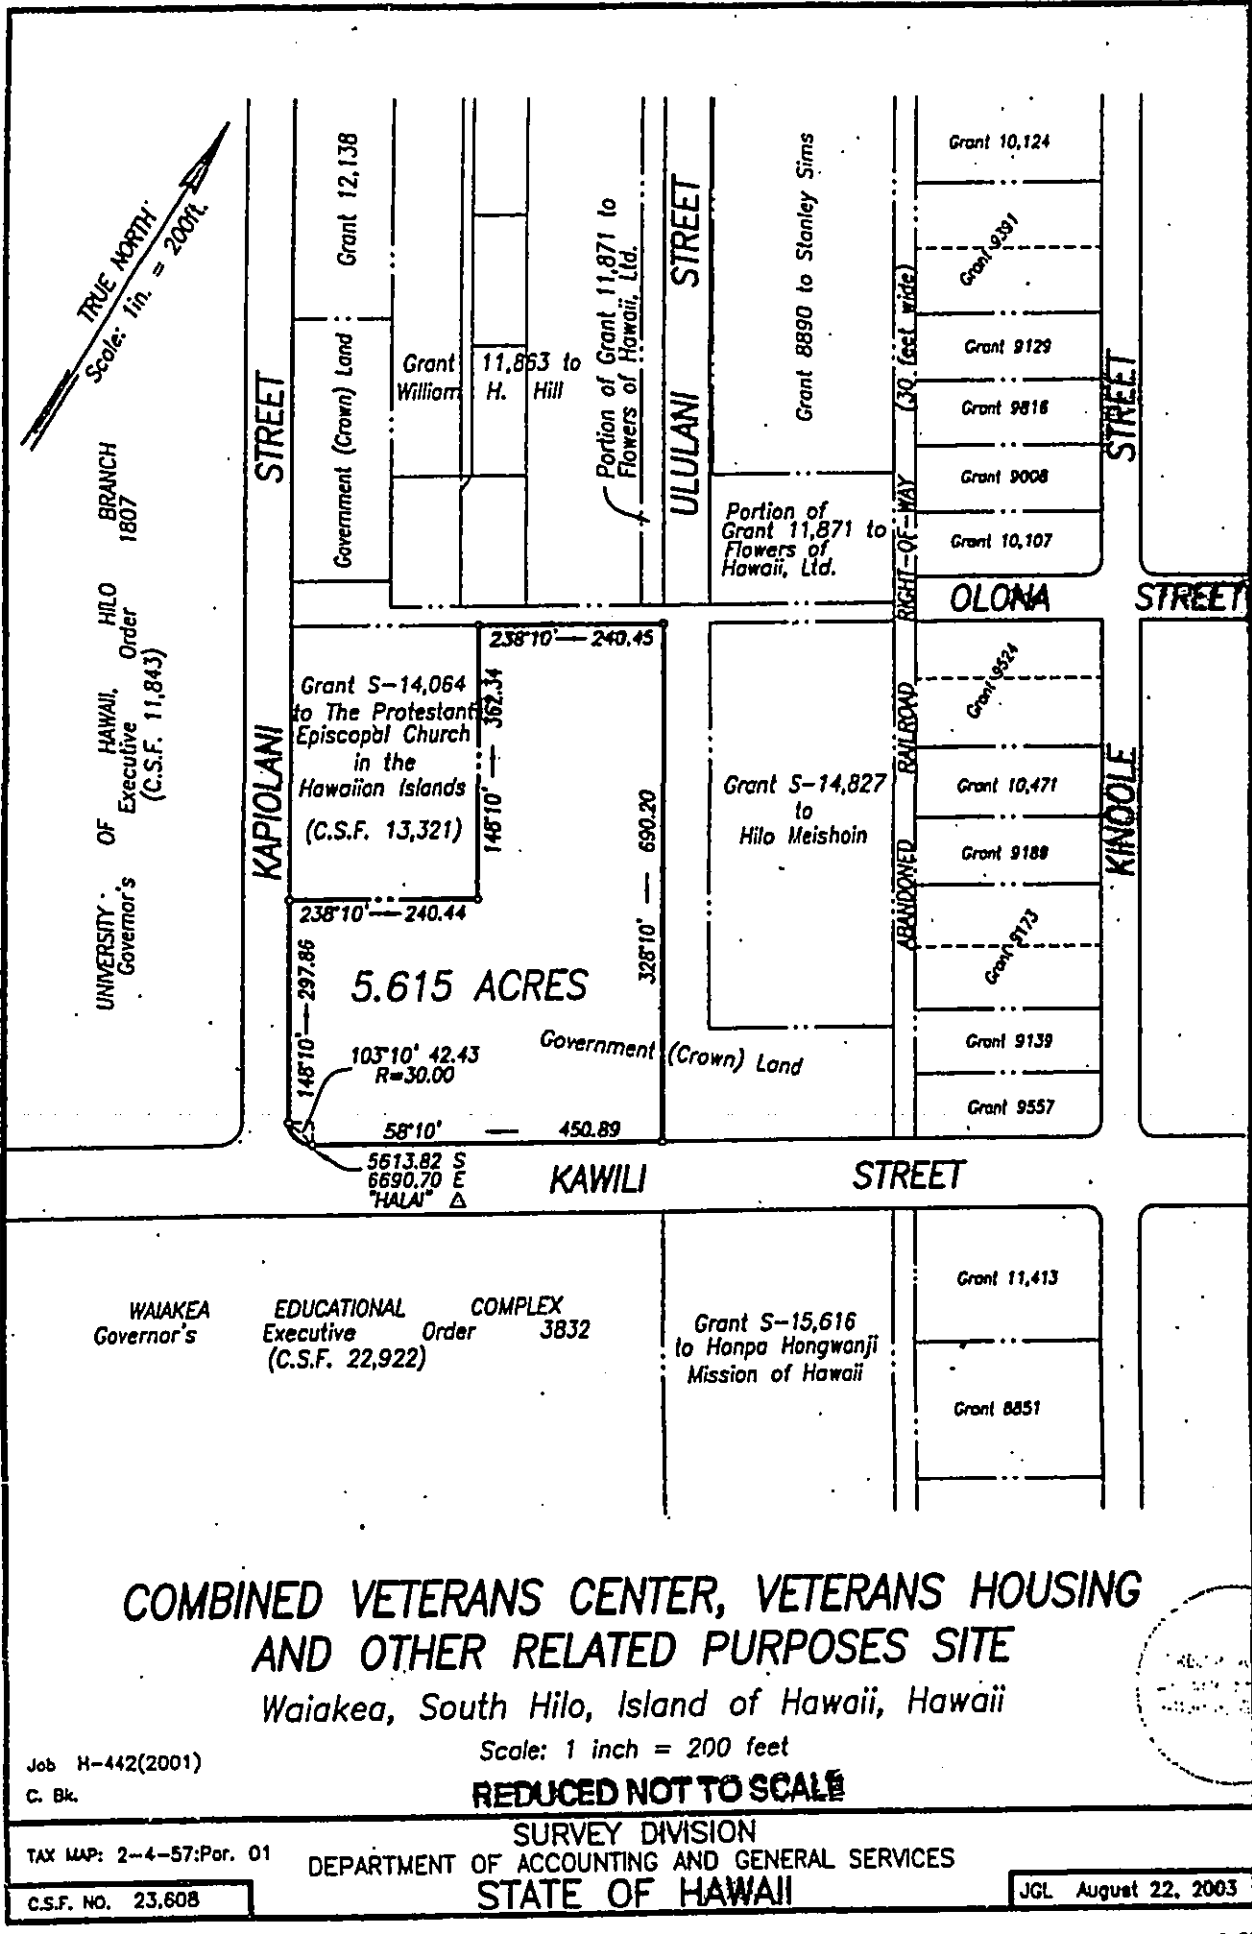 TRUE NORTH
Scale: 1in. = 200ft.
UNIVERSITY OF HAWAII, HILO BRANCH
Governor's Executive Order 1807
(C.S.F. 11,843)
KAPIOLANI STREET
Grant 12,138
Government (Crown) Land
Grant 11,863 to
William H. Hill
Portion of Grant 11,871 to
Flowers of Hawaii, Ltd.
ULULANI STREET
Grant 8890 to Stanley Sims
Portion of
Grant 11,871 to
Flowers of
Hawaii, Ltd.
ABANDONED RAILROAD RIGHT-OF-WAY (30 feet wide)
Grant 10,124
Grant 9391
Grant 9129
Grant 9816
Grant 9008
Grant 10,107
KINOOLE STREET
OLONA STREET
238°10' — 240.45
Grant S-14,064
to The Protestant
Episcopal Church
in the
Hawaiian Islands
(C.S.F. 13,321)
148°10' — 362.34
238°10' — 240.44
148°10' — 297.86
328°10' — 690.20
5.615 ACRES
103°10' 42.43
R=30.00
Government (Crown) Land
58°10' — 450.89
5613.82 S
6690.70 E
"HALAI" △
Grant S-14,827
to
Hilo Meishoin
Grant 9524
Grant 10,471
Grant 9188
Grant 9173
Grant 9139
Grant 9557
KAWILI STREET
WAIAKEA EDUCATIONAL COMPLEX
Governor's Executive Order 3832
(C.S.F. 22,922)
Grant S-15,616
to Honpa Hongwanji
Mission of Hawaii
Grant 11,413
Grant 8851
COMBINED VETERANS CENTER, VETERANS HOUSING
AND OTHER RELATED PURPOSES SITE
Waiakea, South Hilo, Island of Hawaii, Hawaii
Scale: 1 inch = 200 feet
Job H-442(2001)
C. Bk.
REDUCED NOT TO SCALE
TAX MAP: 2-4-57:Por. 01
SURVEY DIVISION
DEPARTMENT OF ACCOUNTING AND GENERAL SERVICES
STATE OF HAWAII
C.S.F. NO. 23,608
JGL August 22, 2003